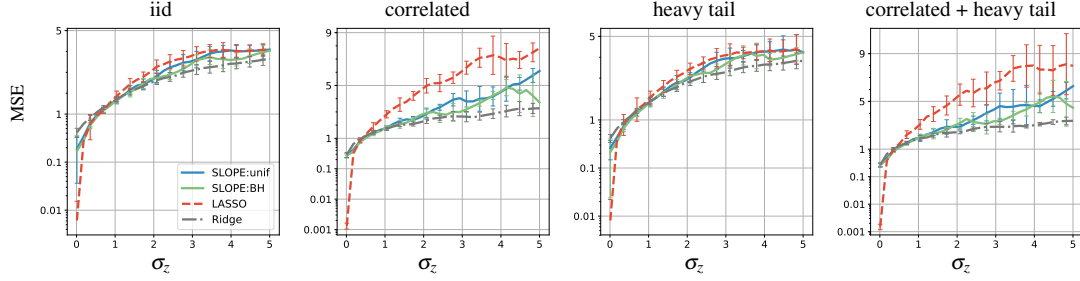 iid
correlated
heavy tail
correlated + heavy tail
MSE
5
1
0.1
0.01
0 1 2 3 4 5
σz
SLOPE:unif
SLOPE:BH
LASSO
Ridge
9
5
1
0.1
0.01
0.001
0 1 2 3 4 5
σz
5
1
0.1
0.01
0 1 2 3 4 5
σz
9
5
1
0.1
0.01
0.001
0 1 2 3 4 5
σz